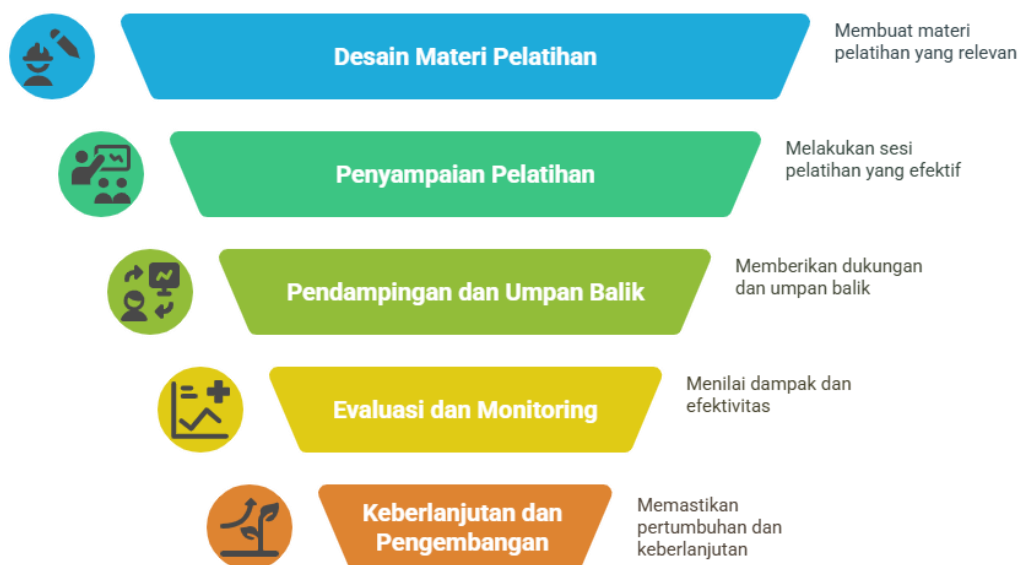 Desain Materi Pelatihan
Membuat materi
pelatihan yang relevan
Penyampaian Pelatihan
Melakukan sesi
pelatihan yang efektif
Pendampingan dan Umpan Balik
Memberikan dukungan
dan umpan balik
Evaluasi dan Monitoring
Menilai dampak dan
efektivitas
Keberlanjutan dan
Pengembangan
Memastikan
pertumbuhan dan
keberlanjutan